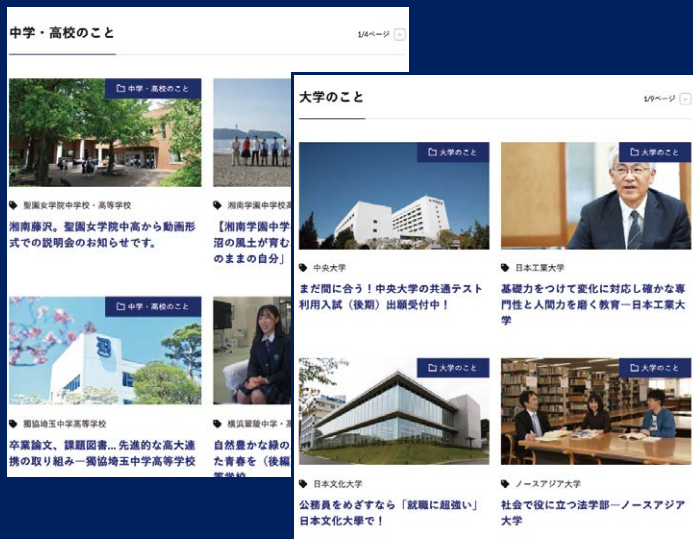 中学・高校のこと
1/4ページ
中学・高校のこと
聖園女学院中学校・高等学校
湘南藤沢。聖園女学院中高から動画形
式での説明会のお知らせです。
湘南学園中学校高
【湘南学園中学
沼の風土が育む
のままの自分」
中学・高校のこと
獨協埼玉中学高等学校
卒業論文、課題図書…先進的な高大連
携の取り組み―獨協埼玉中学高等学校
横浜翠陵中学・高
自然豊かな緑の
た青春を（後編
等学校
大学のこと
1/9ページ
大学のこと
中央大学
まだ間に合う！中央大学の共通テスト
利用入試（後期）出願受付中！
大学のこと
日本工業大学
基礎力をつけて変化に対応し確かな専
門性と人間力を磨く教育―日本工業大
学
大学のこと
日本文化大学
公務員をめざすなら「就職に超強い」
日本文化大學で！
大学のこと
ノースアジア大学
社会で役に立つ法学部―ノースアジア
大学